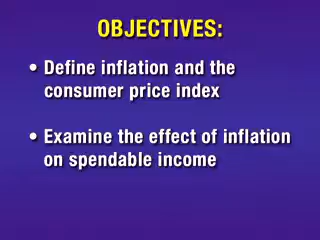 OBJECTIVES:
• Define inflation and the
consumer price index
• Examine the effect of inflation
on spendable income